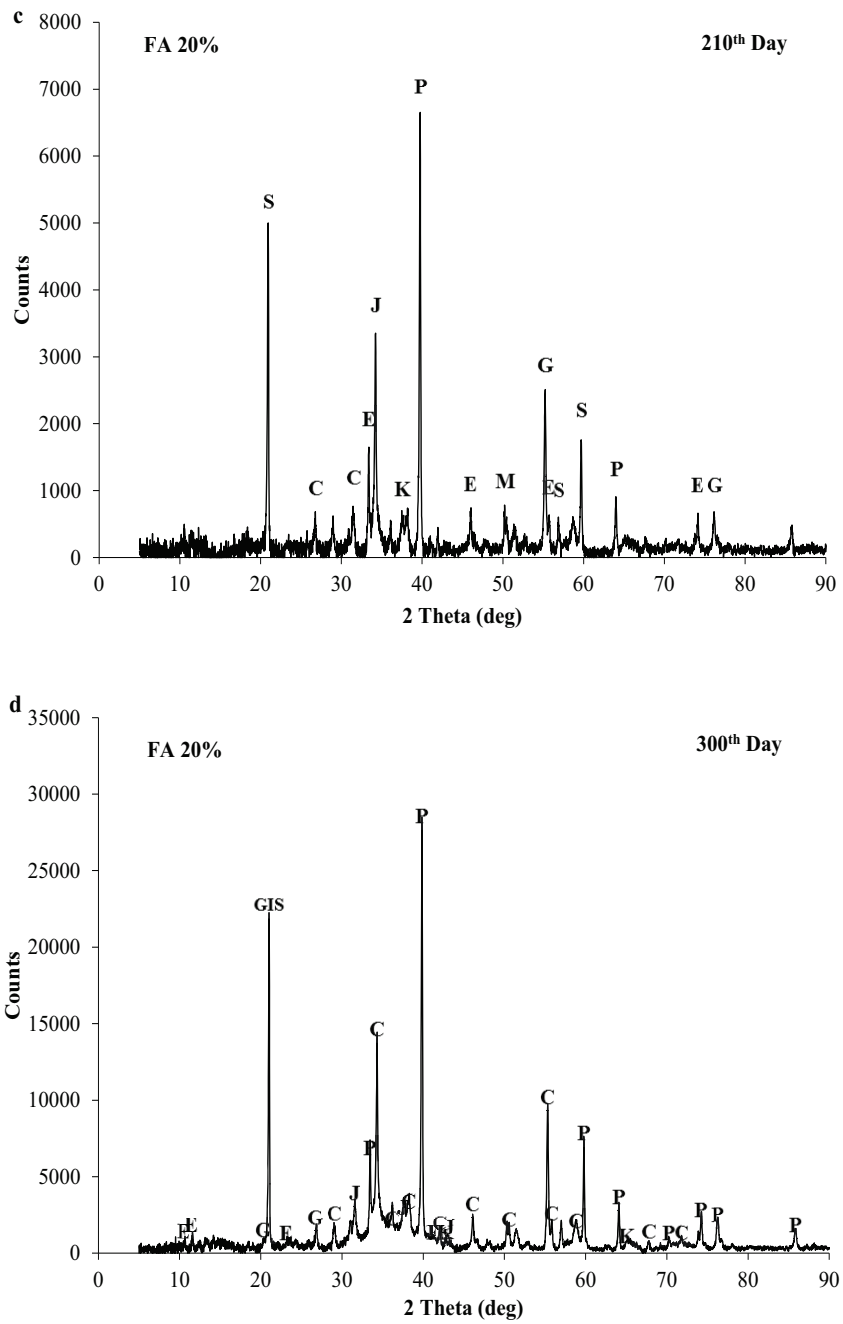 c
8000
FA 20%
210th Day
7000
P
6000
S
5000
Counts
4000
J
3000
G
2000
E
S
1000
C
C
K
E
M
E
S
P
E
G
0
0
10
20
30
40
50
60
70
80
90
2 Theta (deg)
d
35000
FA 20%
300th Day
30000
P
25000
GIS
20000
Counts
15000
C
10000
C
P
P
5000
J
P
E
G
E
G
C
C
C
C
C
C
P
K
C
P
C
P
P
P
0
0
10
20
30
40
50
60
70
80
90
2 Theta (deg)